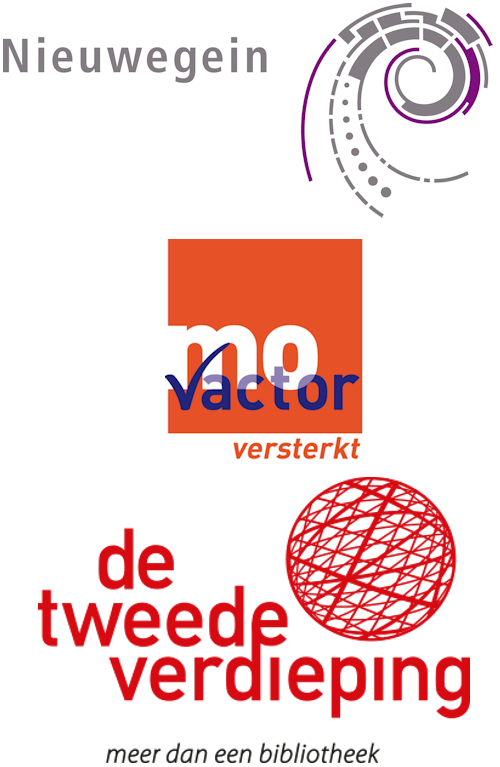 Nieuwegein
mo
vactor
versterkt
de
tweede
verdieping
meer dan een bibliotheek